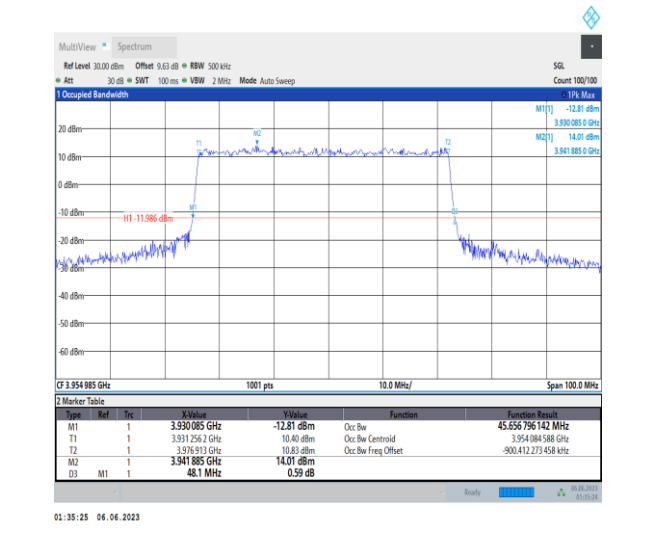 MultiView × Spectrum
Ref Level 30.00 dBm Offset 9.63 dB RBW 500 kHz SGL
Att 30 dB SWT 100 ms VBW 2 MHz Mode Auto Sweep Count 100/100
1 Occupied Bandwidth 1Pk Max
M1[1] -12.81 dBm
3.930 085 0 GHz
M2[1] 14.01 dBm
3.941 885 0 GHz
20 dBm
M2
T1
T2
10 dBm
0 dBm
-10 dBm
M1
D3
H1 -11.986 dBm
-20 dBm
-30 dBm
-40 dBm
-50 dBm
-60 dBm
CF 3.954 985 GHz 1001 pts 10.0 MHz/ Span 100.0 MHz
2 Marker Table
Type Ref Trc X-Value Y-Value Function Function Result
M1 1 3.930 085 GHz -12.81 dBm Occ Bw 45.656 796 142 MHz
T1 1 3.931 256 2 GHz 10.40 dBm Occ Bw Centroid 3.954 084 588 GHz
T2 1 3.976 913 GHz 10.83 dBm Occ Bw Freq Offset -900.412 273 458 kHz
M2 1 3.941 885 GHz 14.01 dBm
D3 M1 1 48.1 MHz 0.59 dB
Ready 06.06.2023
01:35:24
01:35:25 06.06.2023